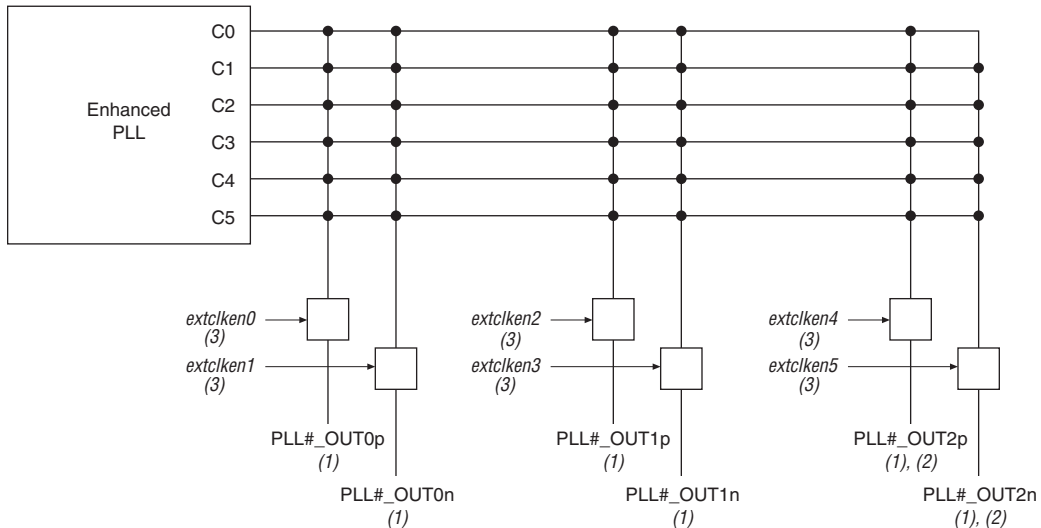 C0
C1
C2
C3
C4
C5
Enhanced
PLL
extclken0
(3)
extclken1
(3)
extclken2
(3)
extclken3
(3)
extclken4
(3)
extclken5
(3)
PLL#_OUT0p
(1)
PLL#_OUT0n
(1)
PLL#_OUT1p
(1)
PLL#_OUT1n
(1)
PLL#_OUT2p
(1), (2)
PLL#_OUT2n
(1), (2)